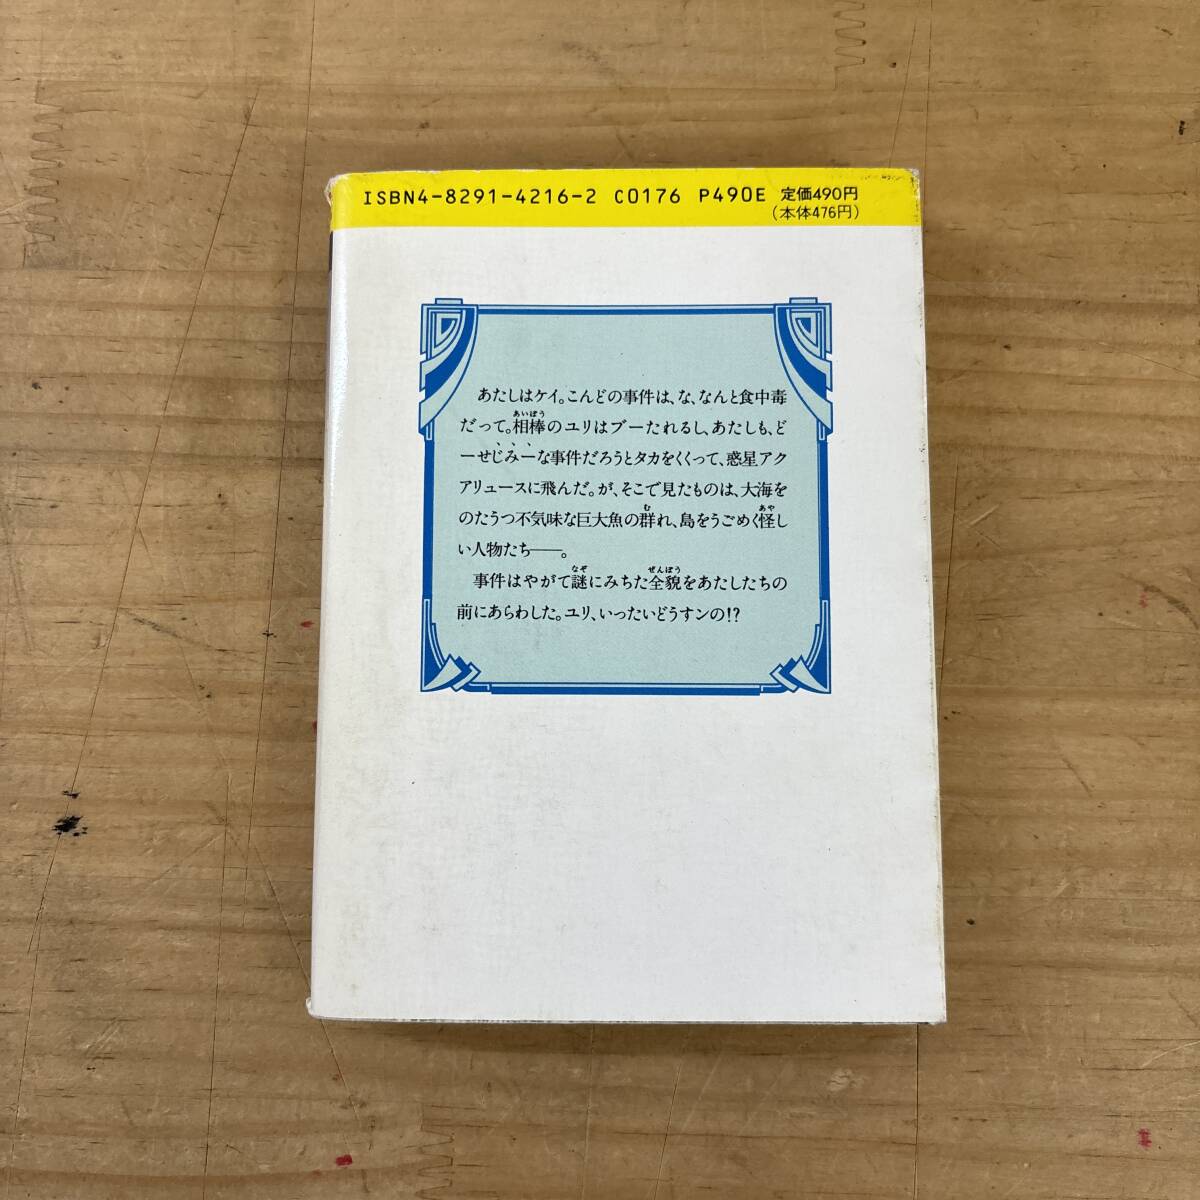 ISBN4-8291-4216-2 C0176 P490E 定価490円
(本体476円)
あたしはケイ。こんどの事件は、な、なんと食中毒
だって。相棒のユリはブーたれるし、あたしも、ど
ーせじみーな事件だろうとタカをくくって、惑星アク
アリュースに飛んだ。が、そこで見たものは、大海を
のたうつ不気味な巨大魚の群れ、島をうごめく怪し
い人物たち——。
事件はやがて謎にみちた全貌をあたしたちの
前にあらわした。ユリ、いったいどうすンの!?